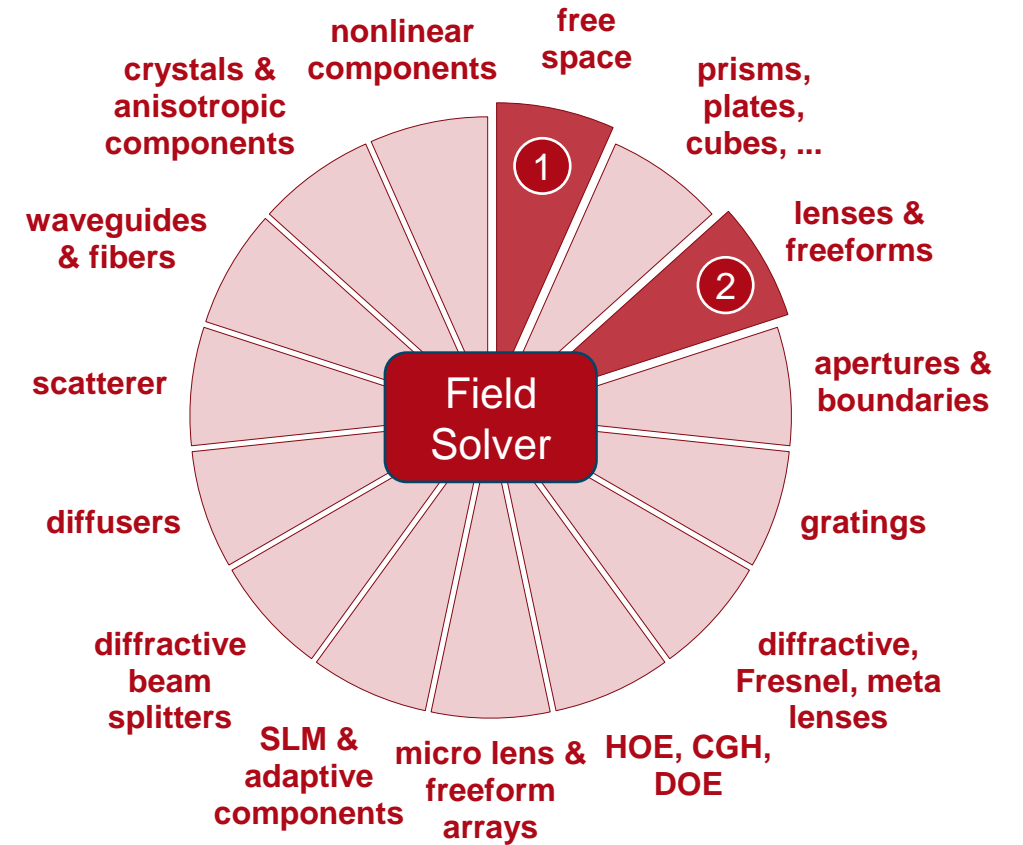 free
space
1
prisms,
plates,
cubes, ...
lenses &
freeforms
2
apertures &
boundaries
gratings
diffractive,
Fresnel, meta
lenses
HOE, CGH,
DOE
micro lens &
freeform
arrays
SLM &
adaptive
components
diffractive
beam
splitters
diffusers
scatterer
waveguides
& fibers
crystals &
anisotropic
components
nonlinear
components
Field
Solver